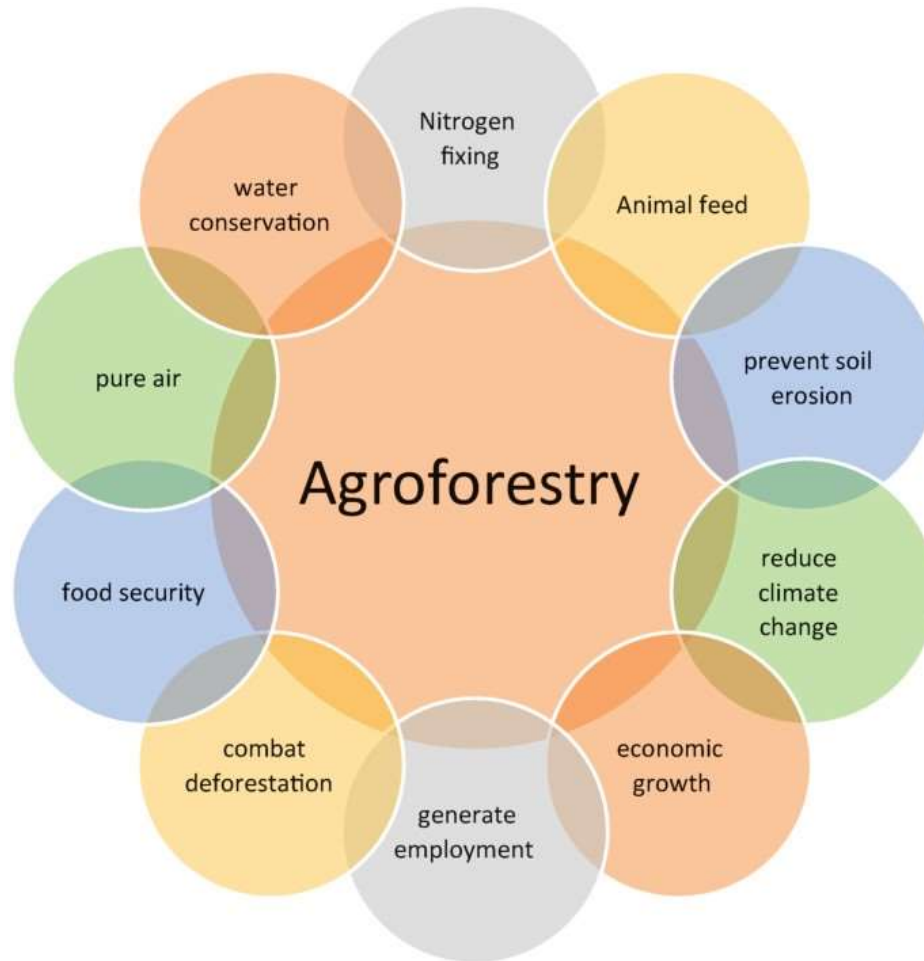 Nitrogen
fixing
Animal feed
prevent soil
erosion
reduce
climate
change
economic
growth
generate
employment
combat
deforestation
food security
pure air
water
conservation
Agroforestry